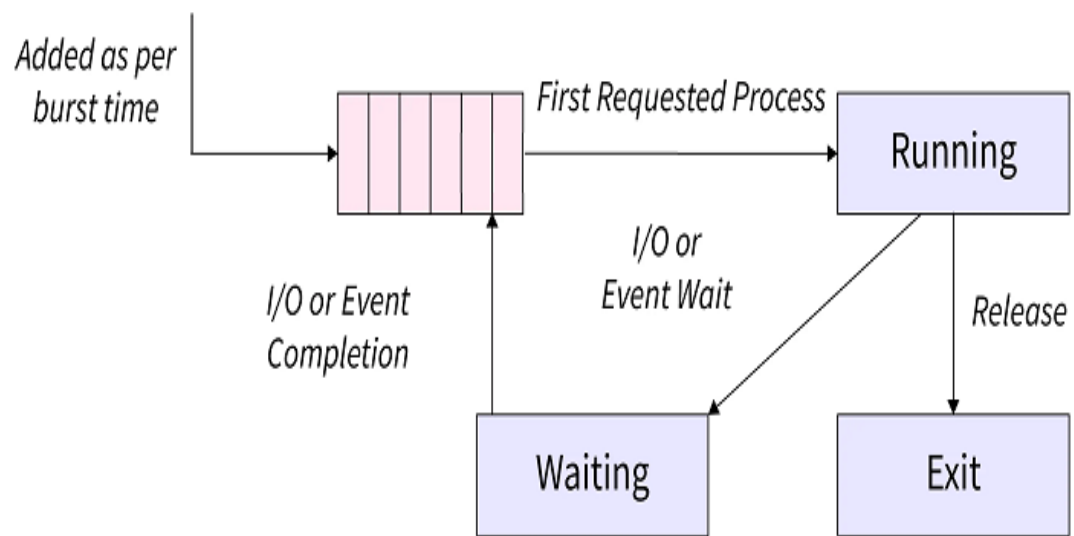 Added as per
burst time
First Requested Process
Running
I/O or
Event Wait
I/O or Event
Completion
Release
Waiting
Exit